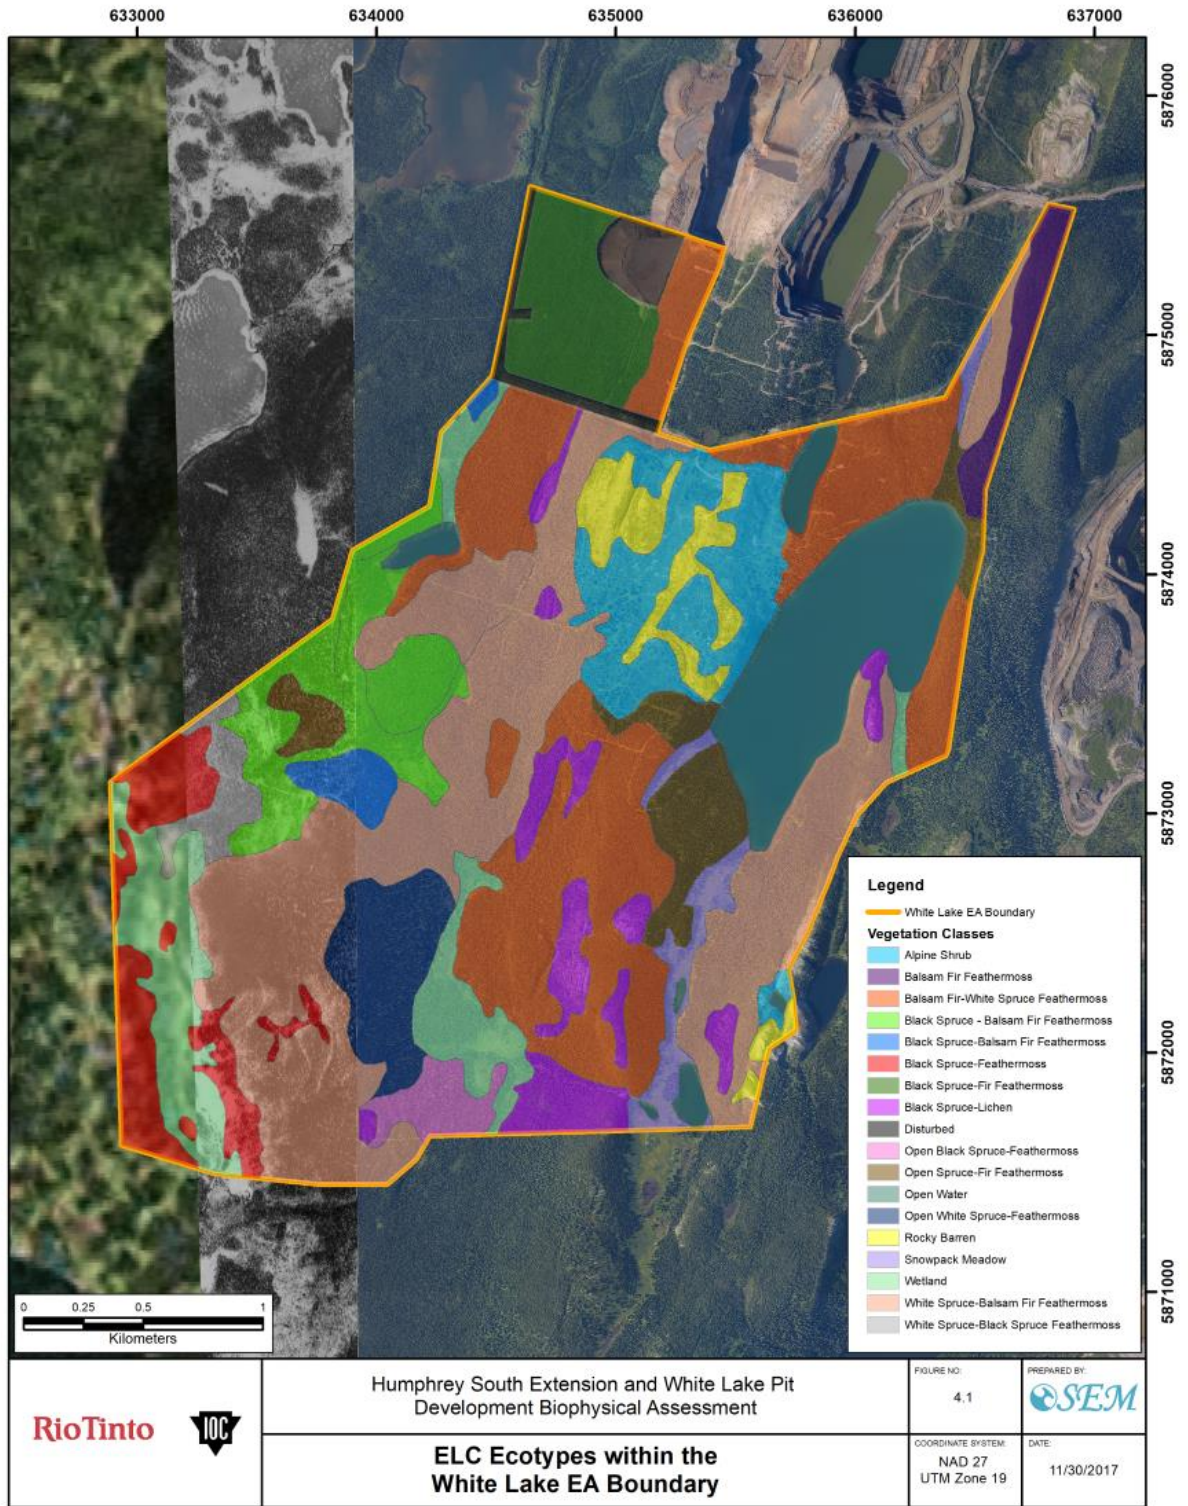 633000
634000
635000
636000
637000
5876000
5875000
5874000
5873000
5872000
5871000
Legend
White Lake EA Boundary
Vegetation Classes
Alpine Shrub
Balsam Fir Feathermoss
Balsam Fir-White Spruce Feathermoss
Black Spruce - Balsam Fir Feathermoss
Black Spruce-Balsam Fir Feathermoss
Black Spruce-Feathermoss
Black Spruce-Fir Feathermoss
Black Spruce-Lichen
Disturbed
Open Black Spruce-Feathermoss
Open Spruce-Fir Feathermoss
Open Water
Open White Spruce-Feathermoss
Rocky Barren
Snowpack Meadow
Wetland
White Spruce-Balsam Fir Feathermoss
White Spruce-Black Spruce Feathermoss
0 0.25 0.5 1
Kilometers
RioTinto
IOC
Humphrey South Extension and White Lake Pit
Development Biophysical Assessment
ELC Ecotypes within the
White Lake EA Boundary
FIGURE NO:
4.1
PREPARED BY:
SEM
COORDINATE SYSTEM:
NAD 27
UTM Zone 19
DATE:
11/30/2017